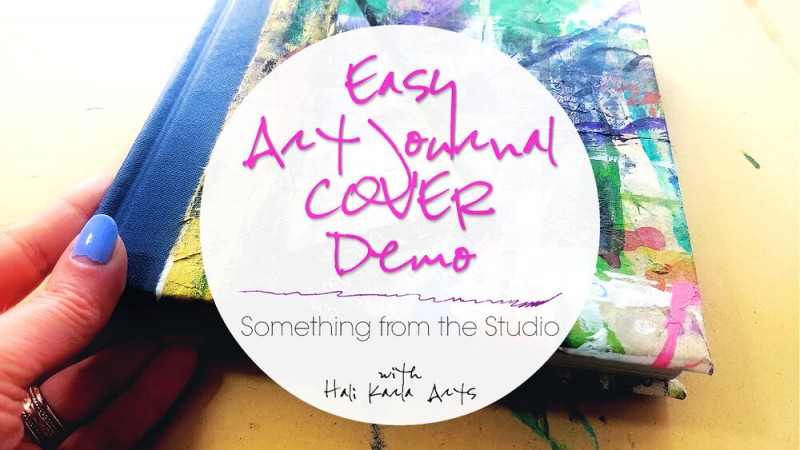 Easy
Art Journal
COVER
Demo
Something from the Studio
with
Hali Karla Arts